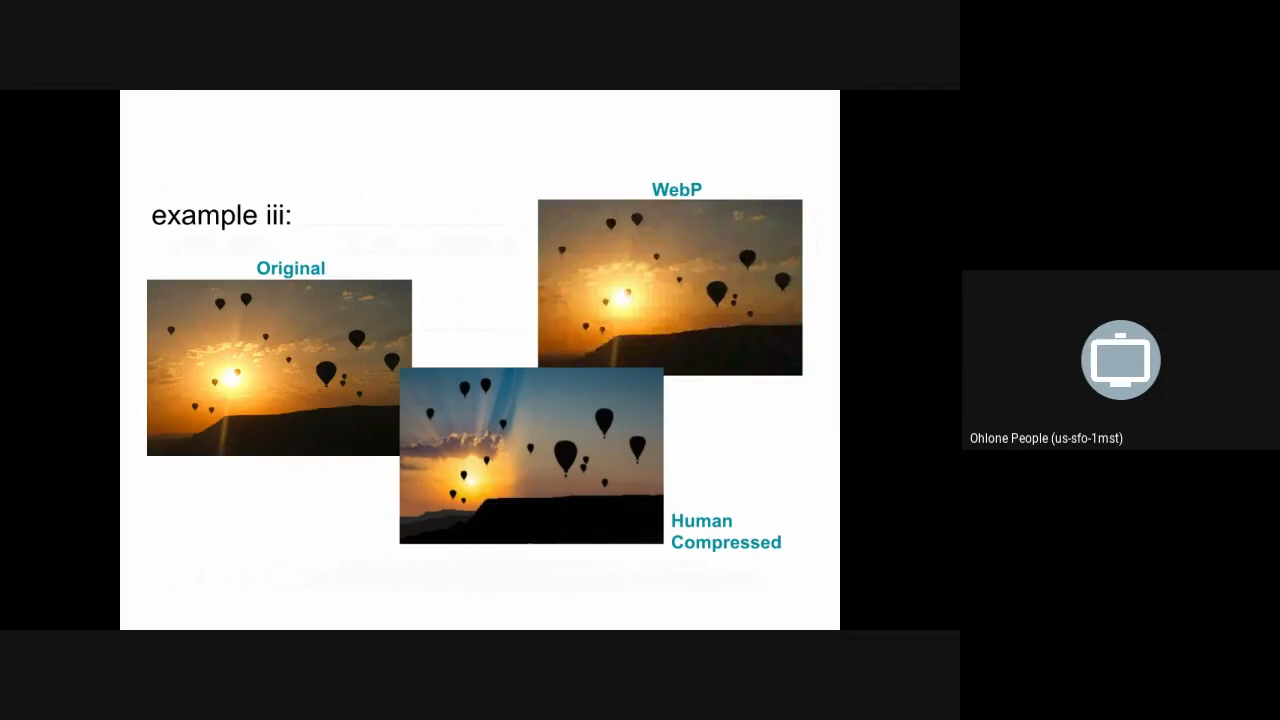 WebP
example iii:
Original
Human
Compressed
Ohlone People (us-sfo-1mst)